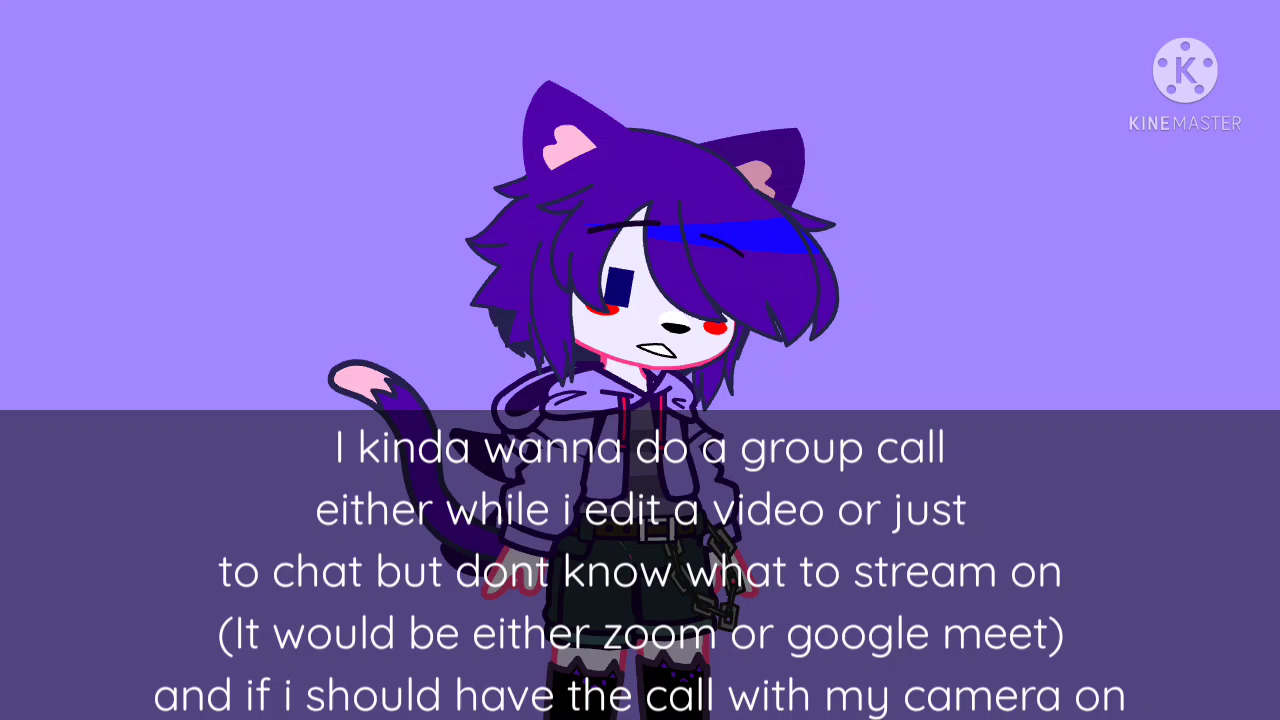 KINEMASTER
I kinda wanna do a group call
either while i edit a video or just
to chat but dont know what to stream on
(It would be either zoom or google meet)
and if i should have the call with my camera on